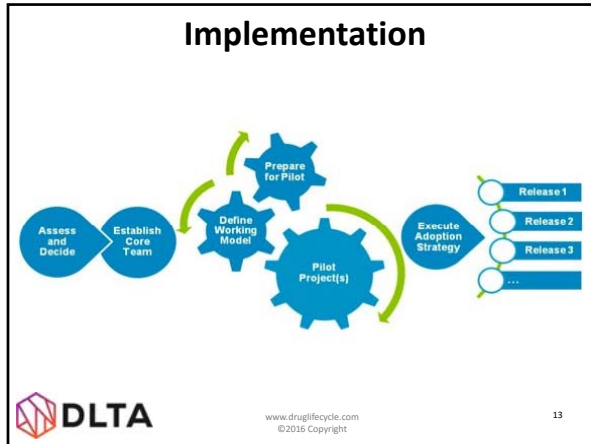 Implementation
Assess
and
Decide
Establish
Core
Team
Define
Working
Model
Prepare
for Pilot
Pilot
Project(s)
Execute
Adoption
Strategy
Release 1
Release 2
Release 3
...
DLTA
www.druglifecycle.com
©2016 Copyright
13